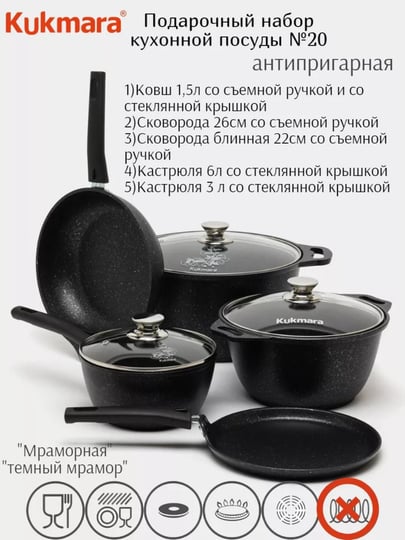 Kukmara®
Подарочный набор
кухонной посуды №20
антипригарная
1)Ковш 1,5л со съемной ручкой и со
стеклянной крышкой
2)Сковорода 26см со съемной ручкой
3)Сковорода блинная 22см со съемной
ручкой
4)Кастрюля 6л со стеклянной крышкой
5)Кастрюля 3 л со стеклянной крышкой
Kukmara
Kukmara
"Мраморная"
"темный мрамор"